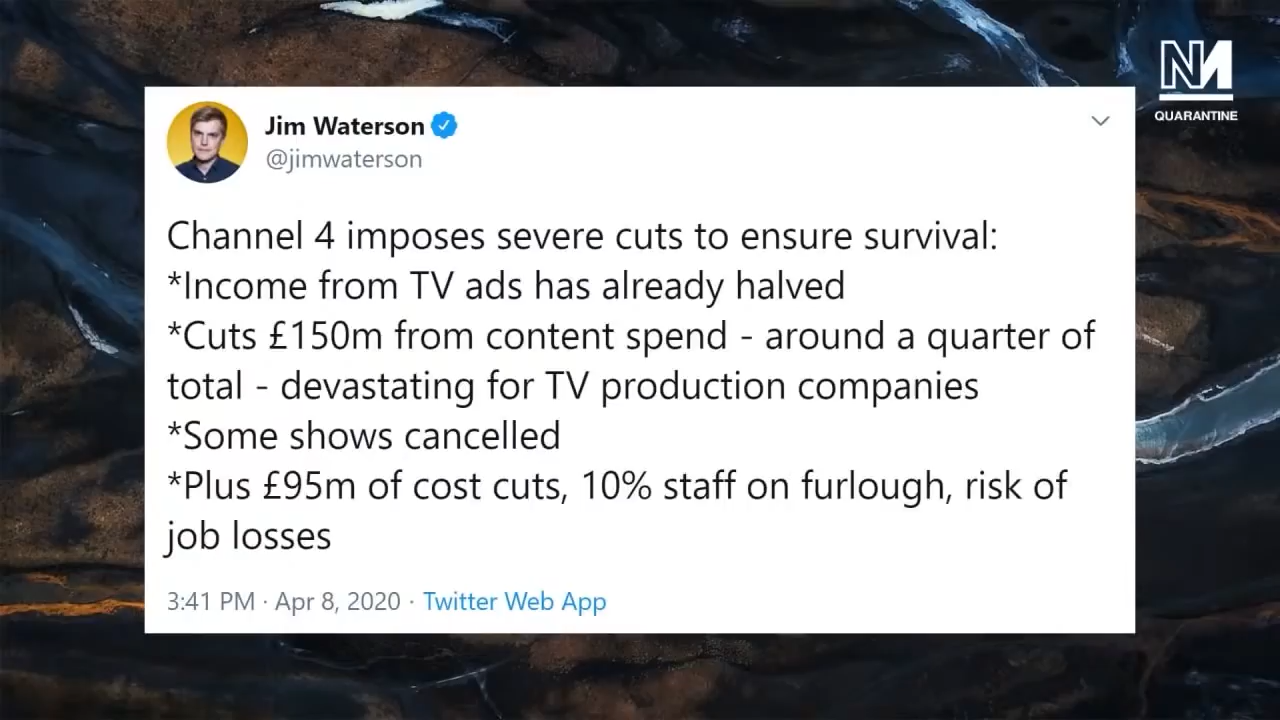 NM
QUARANTINE
Jim Waterson
@jimwaterson
Channel 4 imposes severe cuts to ensure survival:
*Income from TV ads has already halved
*Cuts £150m from content spend - around a quarter of
total - devastating for TV production companies
*Some shows cancelled
*Plus £95m of cost cuts, 10% staff on furlough, risk of
job losses
3:41 PM · Apr 8, 2020 · Twitter Web App